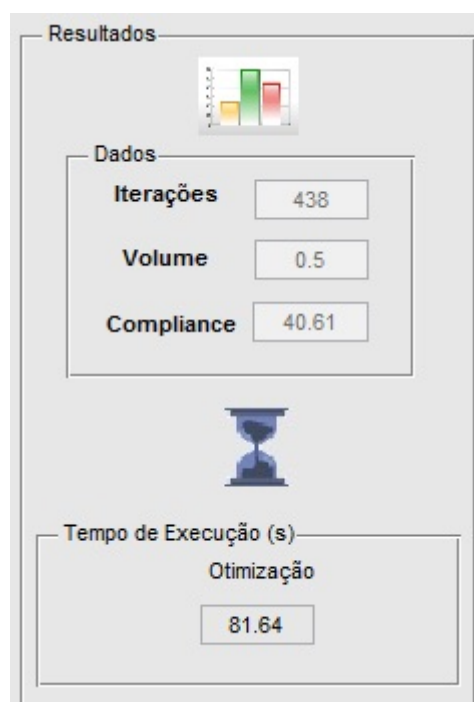 Resultados
Dados
Iterações 438
Volume 0.5
Compliance 40.61
Tempo de Execução (s)
Otimização
81.64